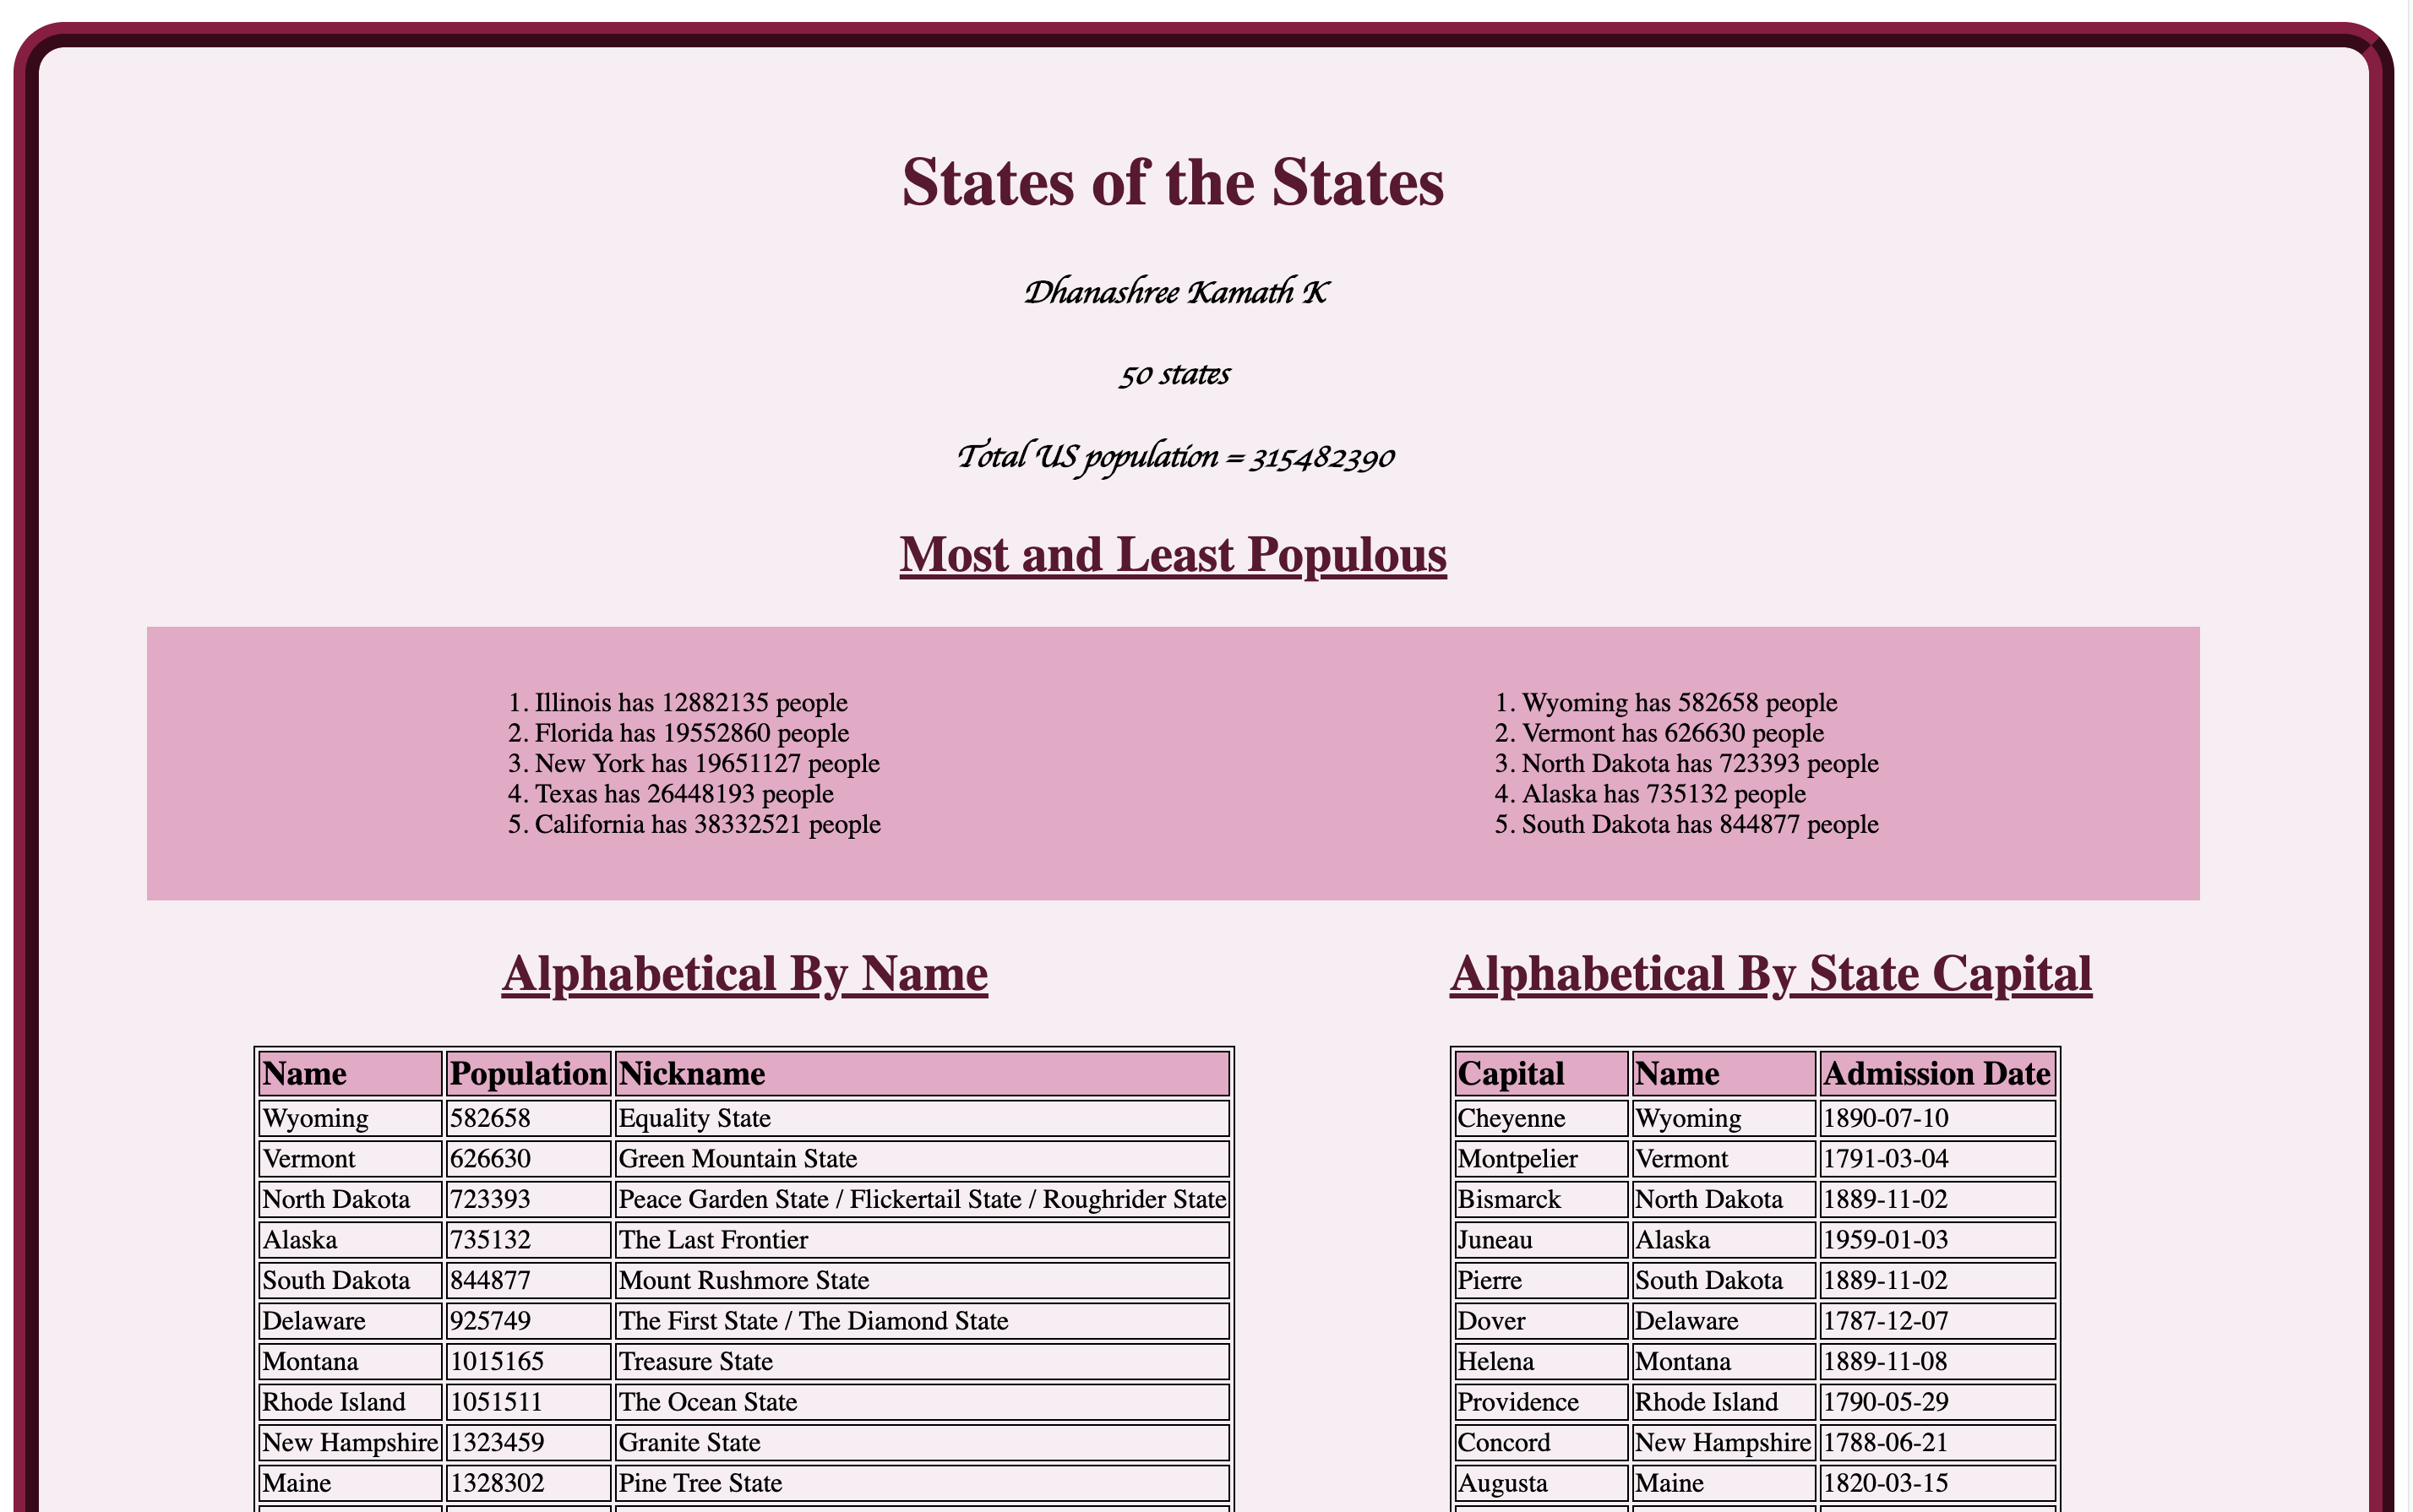 States of the States
Dhanashree Kamath K
50 states
Total US population = 315482390
Most and Least Populous
1. Illinois has 12882135 people
2. Florida has 19552860 people
3. New York has 19651127 people
4. Texas has 26448193 people
5. California has 38332521 people
1. Wyoming has 582658 people
2. Vermont has 626630 people
3. North Dakota has 723393 people
4. Alaska has 735132 people
5. South Dakota has 844877 people
Alphabetical By Name
Name Population Nickname
Wyoming 582658 Equality State
Vermont 626630 Green Mountain State
North Dakota 723393 Peace Garden State / Flickertail State / Roughrider State
Alaska 735132 The Last Frontier
South Dakota 844877 Mount Rushmore State
Delaware 925749 The First State / The Diamond State
Montana 1015165 Treasure State
Rhode Island 1051511 The Ocean State
New Hampshire 1323459 Granite State
Maine 1328302 Pine Tree State
Alphabetical By State Capital
Capital Name Admission Date
Cheyenne Wyoming 1890-07-10
Montpelier Vermont 1791-03-04
Bismarck North Dakota 1889-11-02
Juneau Alaska 1959-01-03
Pierre South Dakota 1889-11-02
Dover Delaware 1787-12-07
Helena Montana 1889-11-08
Providence Rhode Island 1790-05-29
Concord New Hampshire 1788-06-21
Augusta Maine 1820-03-15